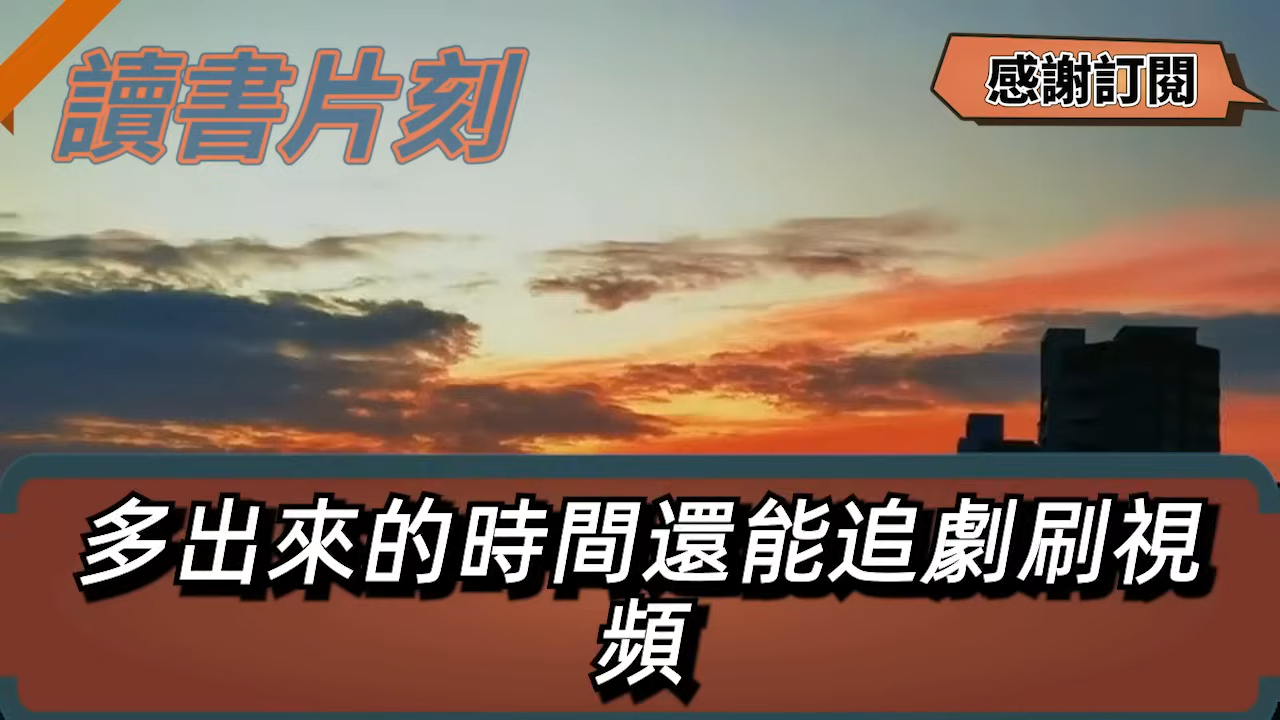 讀書片刻
感謝訂閱
多出來的時間還能追劇刷視
頻